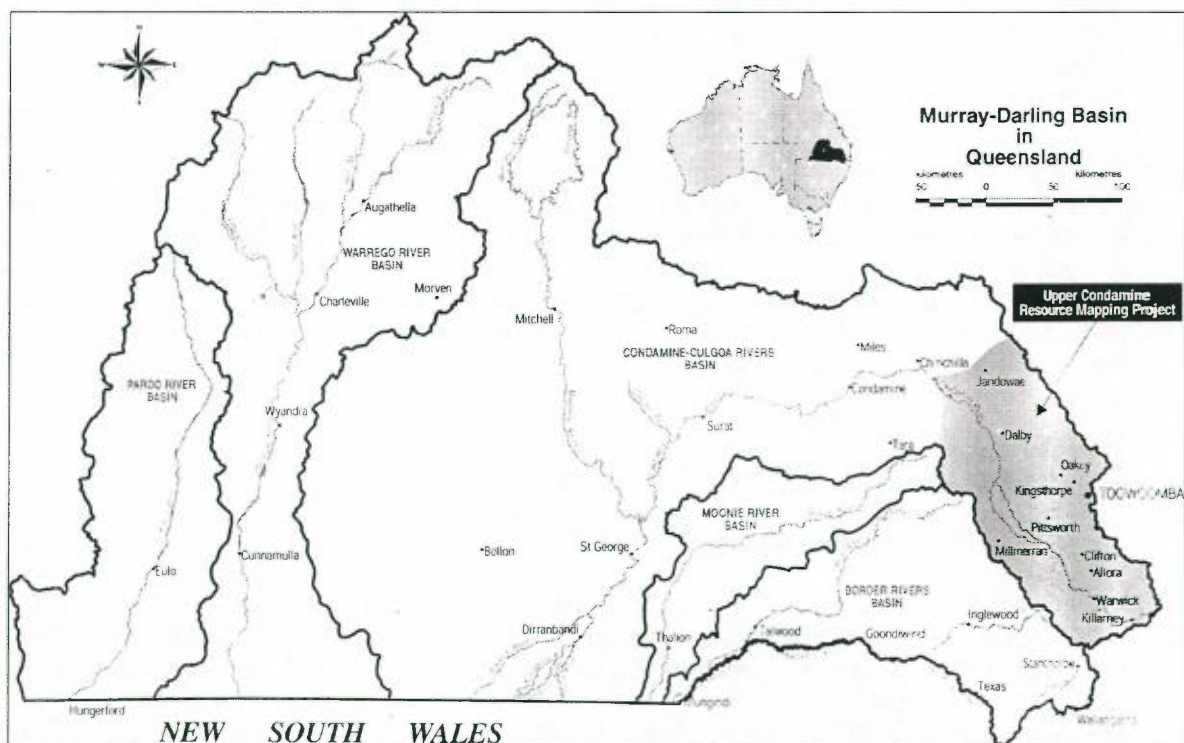 Murray-Darling Basin
in
Queensland
kilometres kilometres
50 0 50 100
Upper Condamine
Resource Mapping Project
Augathella
WARREGO RIVER
BASIN
Charleville
Morven
Mitchell
Roma
CONDAMINE-CULGOA RIVERS
BASIN
Miles
Chinchilla
Condamine
Jandowae
PAROO RIVER
BASIN
Wyandra
Surat
Tara
Dalby
Oakey
Kingsthorpe
TOOWOOMBA
MOONIE RIVER
BASIN
Pittsworth
Cunnamulla
Bollon
St George
Millmerran
Clifton
Eulo
Allora
BORDER RIVERS
BASIN
Inglewood
Warwick
Killarney
Dirranbandi
Thallon
Talwood
Goondiwindi
Stanthorpe
Texas
Hungerford
Mungindi
Wallangarra
NEW SOUTH WALES